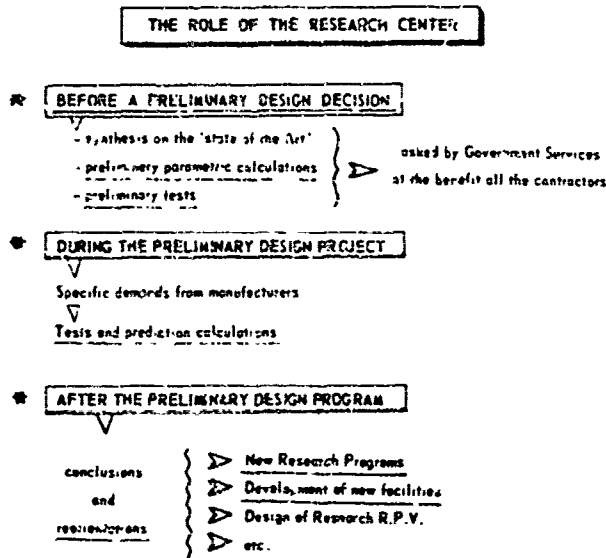 THE ROLE OF THE RESEARCH CENTER
BEFORE A PRELIMINARY DESIGN DECISION
- synthesis on the "state of the Art"
- preliminary parametric calculations
- preliminary tests
asked by Government Services
at the benefit all the contractors
DURING THE PRELIMINARY DESIGN PROJECT
Specific demands from manufacturers
Tests and prediction calculations
AFTER THE PRELIMINARY DESIGN PROGRAM
conclusions
and
reorientations
New Research Programs
Development of new facilities
Design of Research R.P.V.
etc.